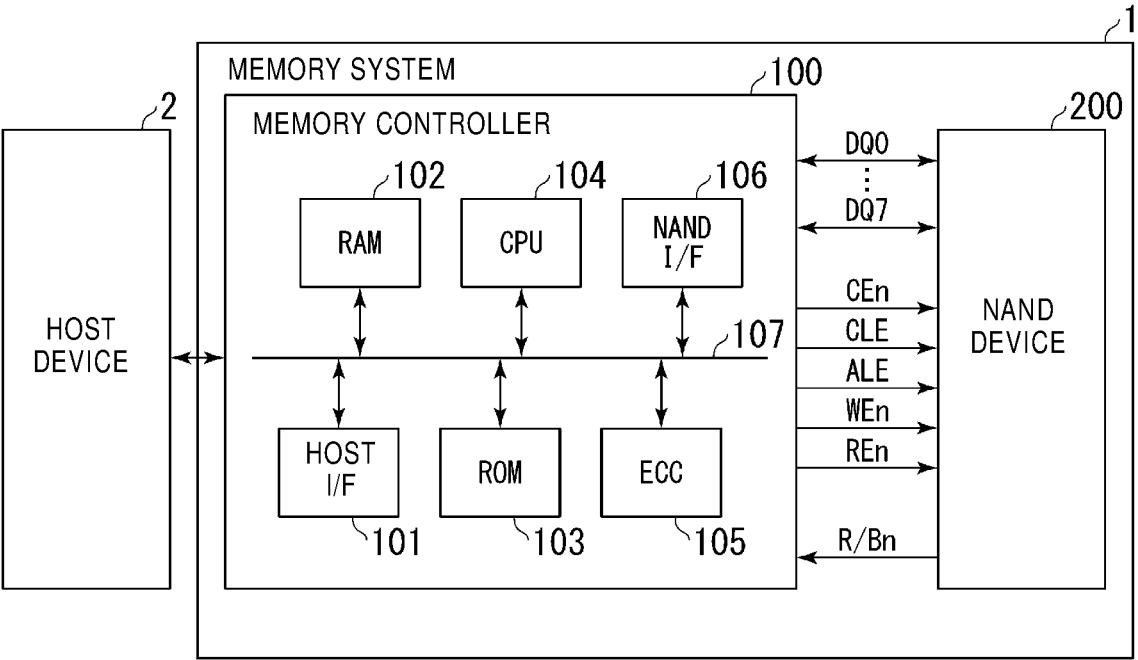 1
MEMORY SYSTEM
100
2
MEMORY CONTROLLER
200
102
104
106
DQ0
DQ7
RAM
CPU
NAND
I/F
HOST
DEVICE
CEn
CLE
ALE
WEn
REn
NAND
DEVICE
107
HOST
I/F
ROM
ECC
101
103
105
R/Bn